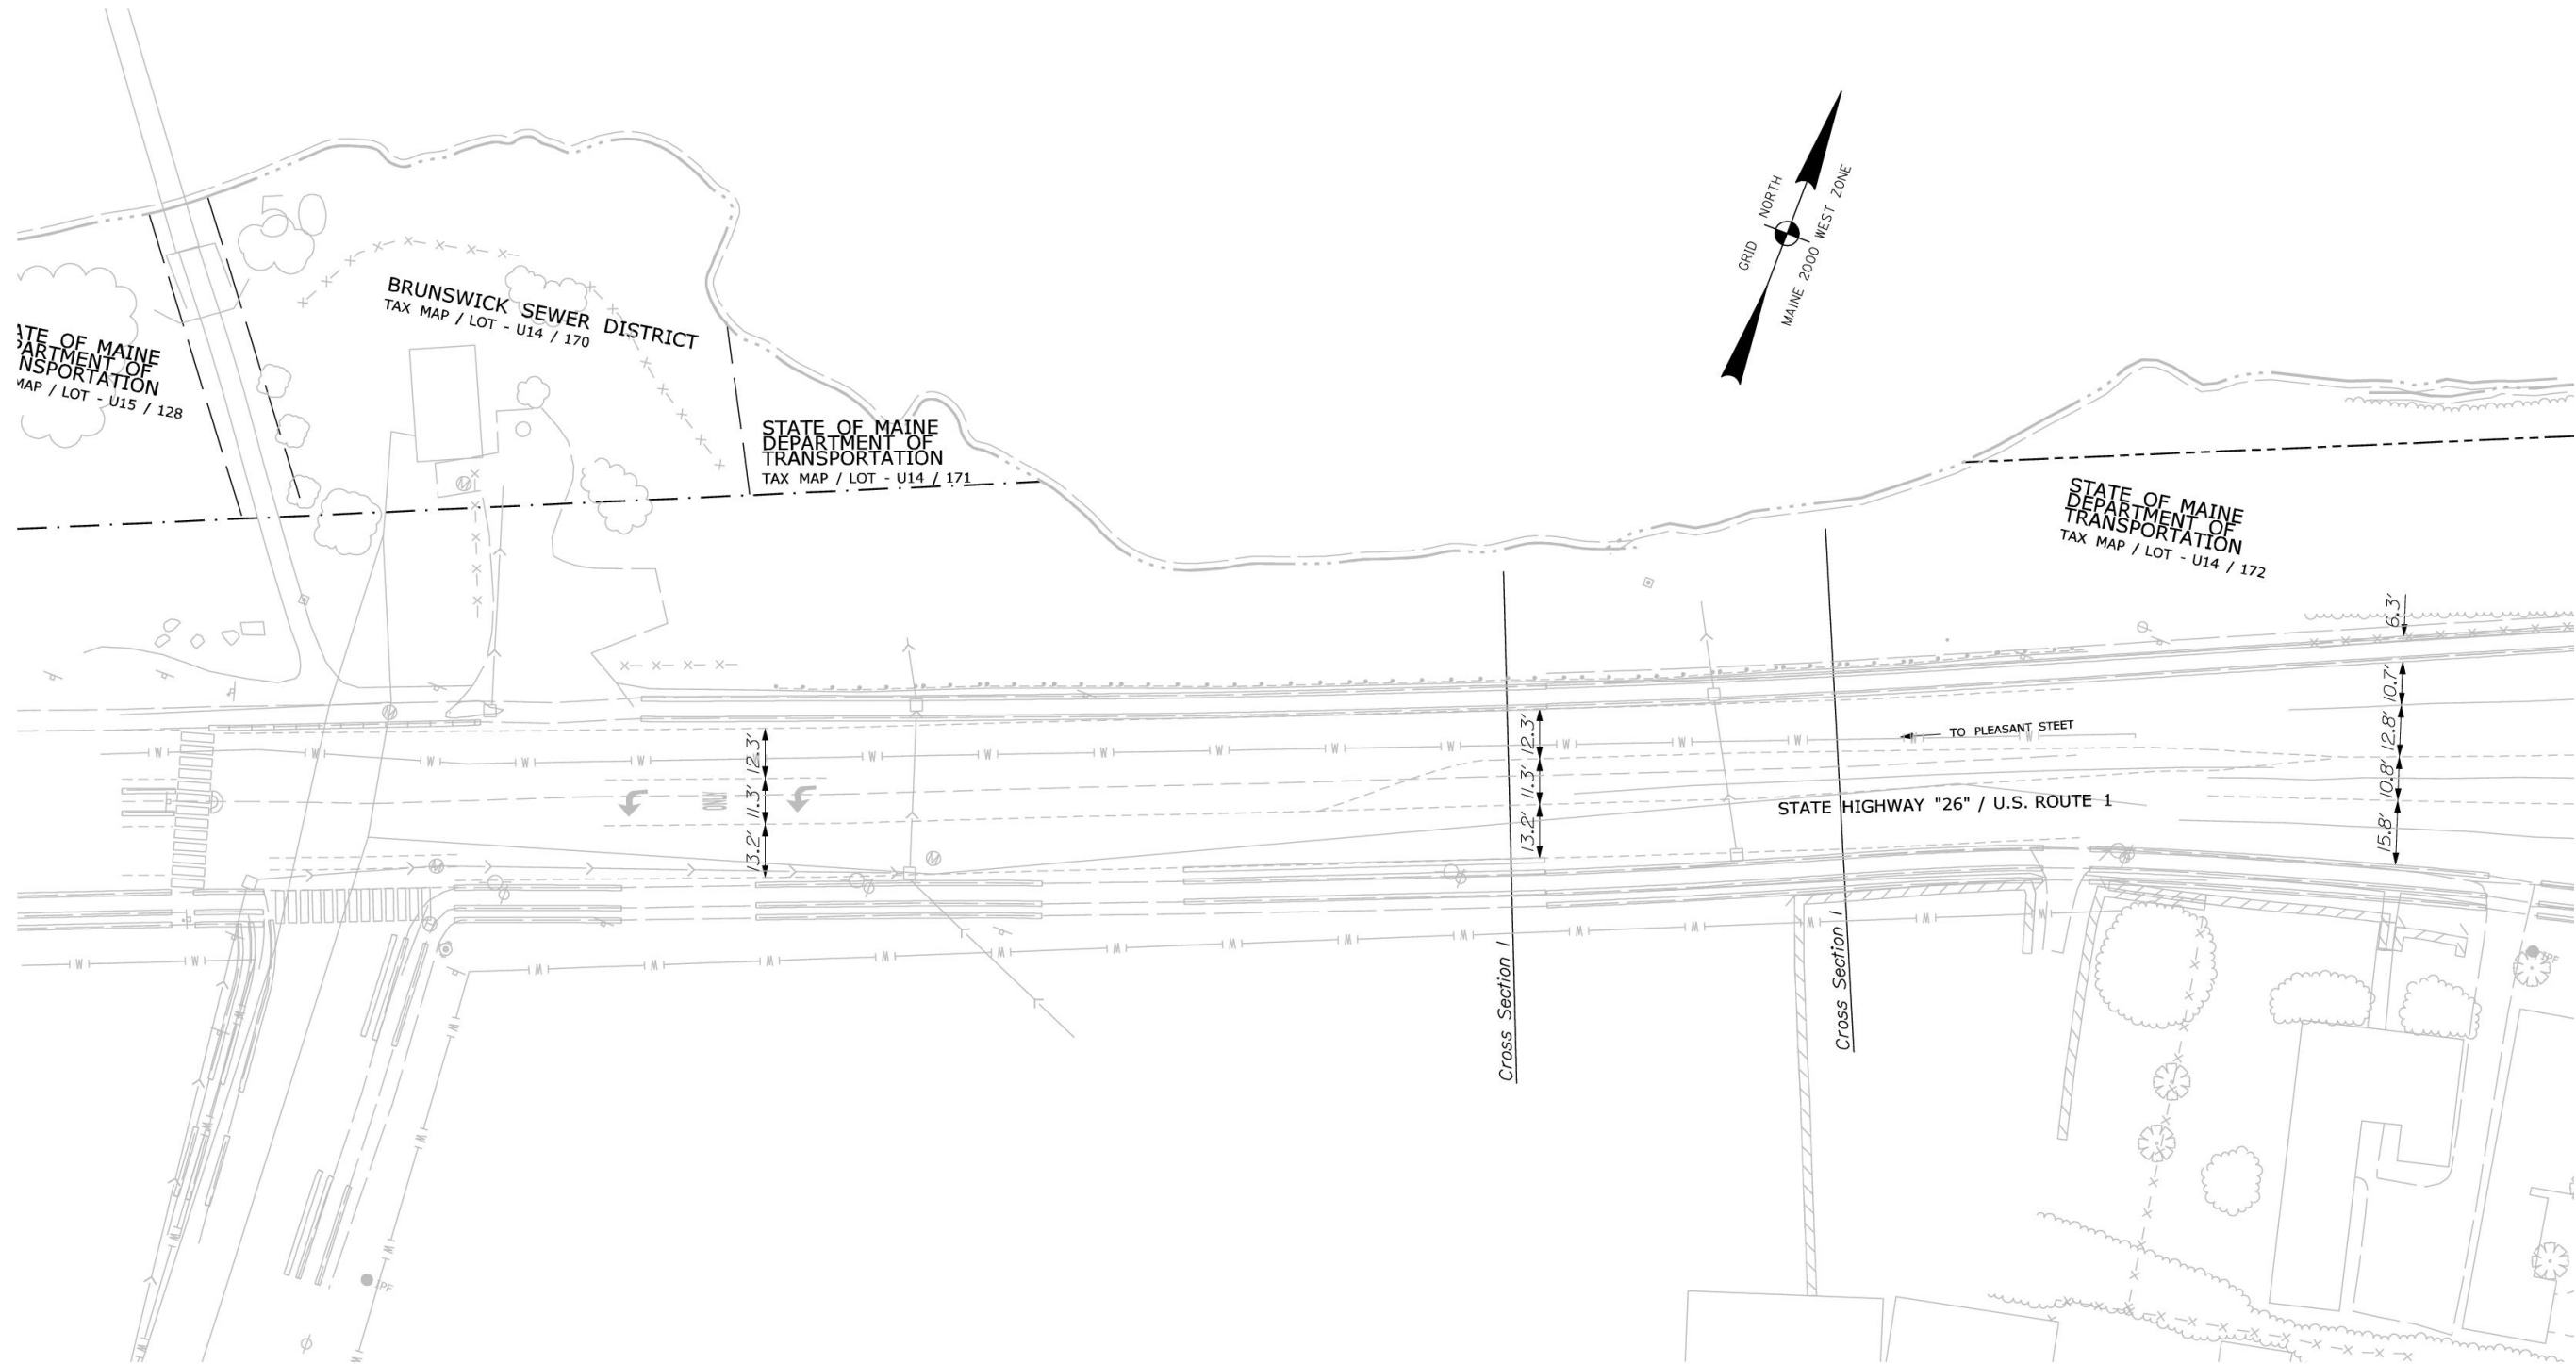 50
GRID NORTH
MAINE 2000 WEST ZONE
BRUNSWICK SEWER DISTRICT
TAX MAP / LOT - U14 / 170
ATE OF MAINE
PARTMENT OF
NSPORTATION
MAP / LOT - U15 / 128
STATE OF MAINE
DEPARTMENT OF
TRANSPORTATION
TAX MAP / LOT - U14 / 171
STATE OF MAINE
DEPARTMENT OF
TRANSPORTATION
TAX MAP / LOT - U14 / 172
12.3'
11.3'
13.2'
12.3'
11.3'
13.2'
6.3'
10.7'
12.8'
10.8'
15.8'
TO PLEASANT STEET
STATE HIGHWAY "26" / U.S. ROUTE 1
Cross Section 1
Cross Section 1
W W W W W W W W W W W W W W W W
W W
IPF
IPF